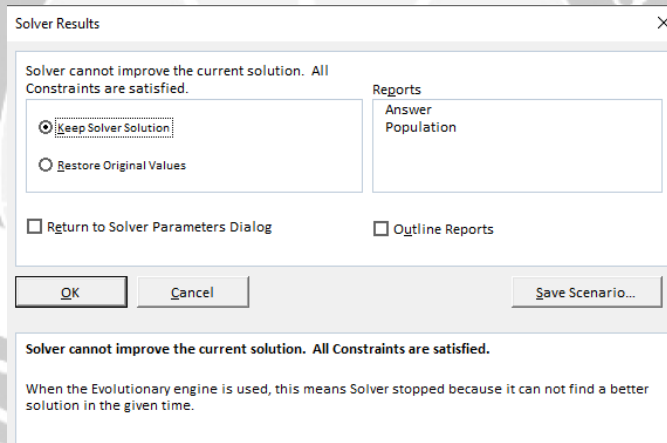 Solver Results
Solver cannot improve the current solution. All
Constraints are satisfied.
Reports
Answer
Population
Keep Solver Solution
Restore Original Values
Return to Solver Parameters Dialog
Outline Reports
OK
Cancel
Save Scenario...
Solver cannot improve the current solution. All Constraints are satisfied.
When the Evolutionary engine is used, this means Solver stopped because it can not find a better
solution in the given time.